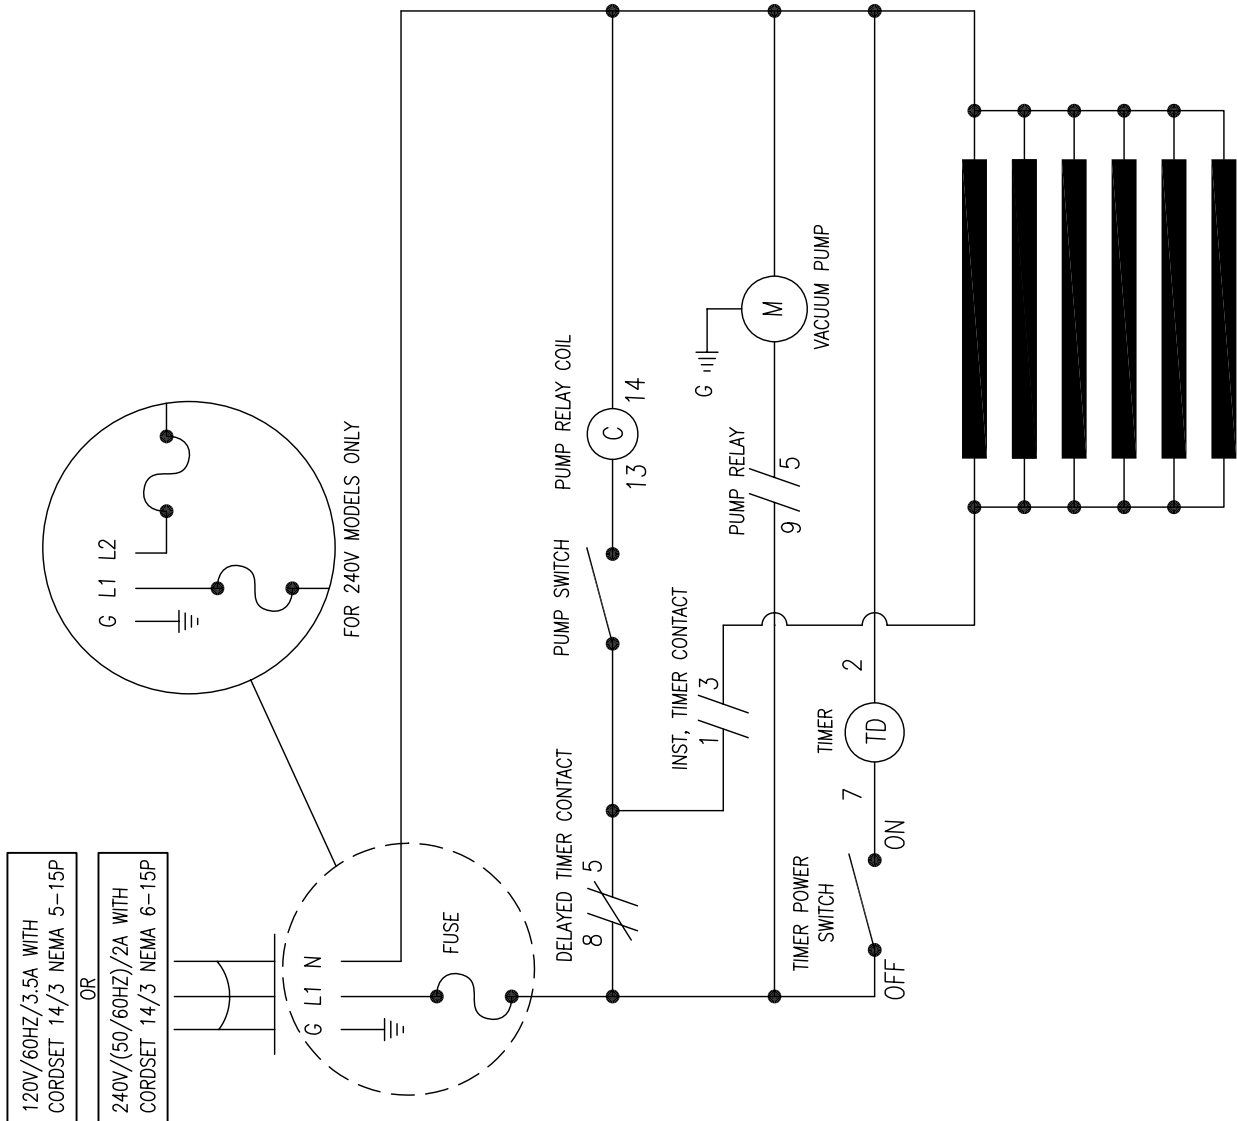 120V/60HZ/3.5A WITH
CORDSET 14/3 NEMA 5-15P
OR
240V/(50/60HZ)/2A WITH
CORDSET 14/3 NEMA 6-15P
G L1 L2
FOR 240V MODELS ONLY
G L1 N
FUSE
DELAYED TIMER CONTACT
8 5
PUMP SWITCH
PUMP RELAY COIL
13 C 14
INST, TIMER CONTACT
1 3
PUMP RELAY
9 5
G
M
VACUUM PUMP
TIMER POWER
SWITCH
OFF ON
TIMER
7 TD 2